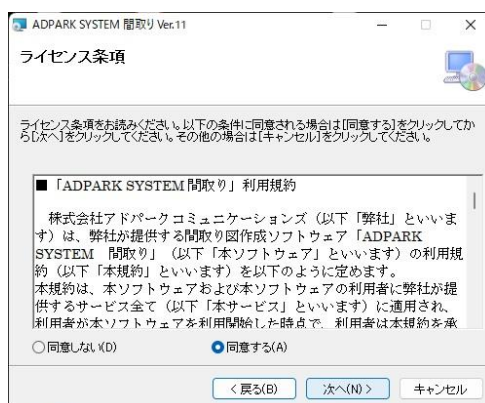 ADPARK SYSTEM 間取り Ver.11
ライセンス条項
ライセンス条項をお読みください。以下の条件に同意される場合は[同意する]をクリックしてか
ら[次へ]をクリックしてください。その他の場合は[キャンセル]をクリックしてください。
■「ADPARK SYSTEM 間取り」利用規約
株式会社アドパークコミュニケーションズ（以下「弊社」といいま
す）は、弊社が提供する間取り図作成ソフトウェア「ADPARK
SYSTEM 間取り」（以下「本ソフトウェア」といいます）の利用規
約（以下「本規約」といいます）を以下のように定めます。
本規約は、本ソフトウェアおよび本ソフトウェアの利用者に弊社が提
供するサービス全て（以下「本サービス」といいます）に適用され、
利用者が本ソフトウェアを利用開始した時点で、利用者は本規約を承
同意しない(D) 同意する(A)
< 戻る(B) 次へ(N) > キャンセル